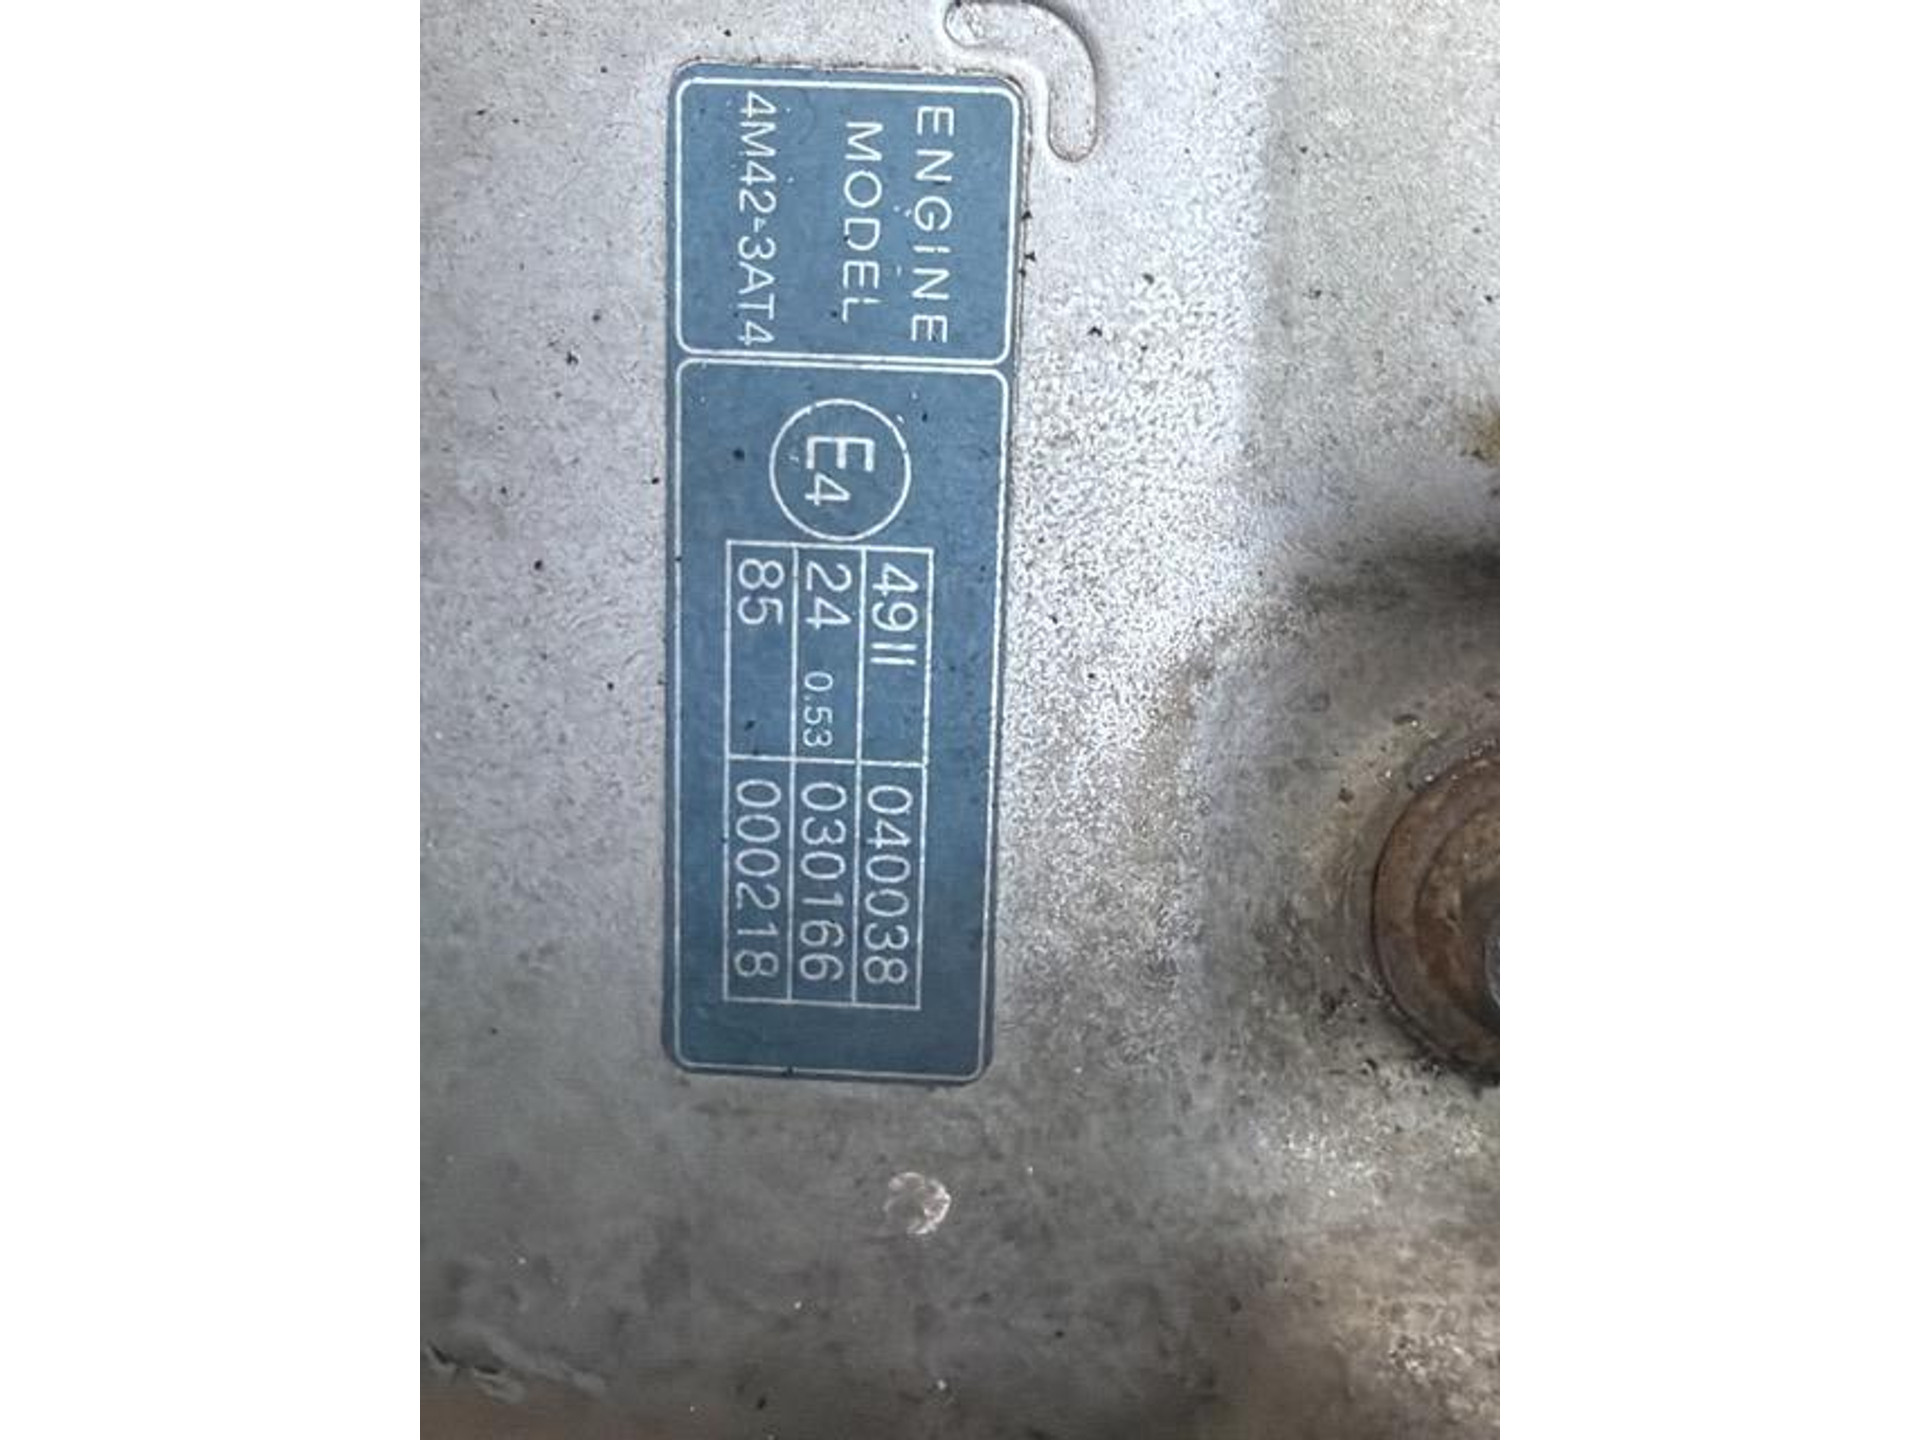 ENGINE
MODEL
4M42-3AT4
E4
49II 040038
24 0.53 030166
85 000218